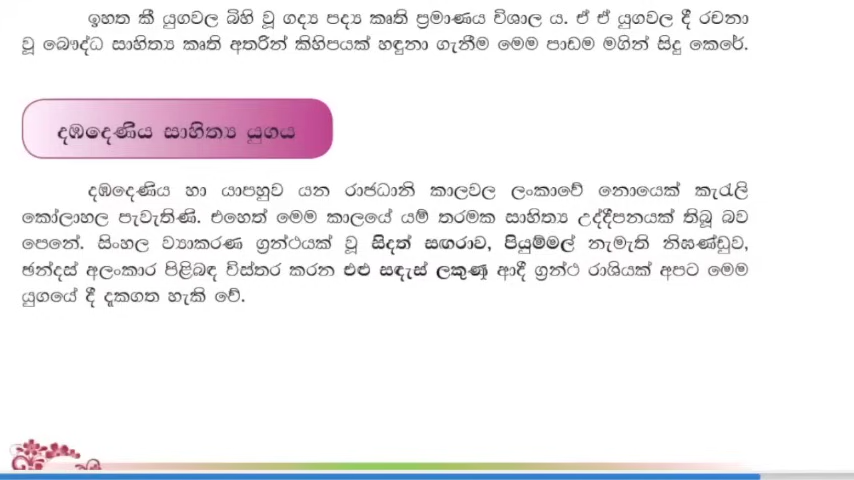 ඉහත කී යුගවල බිහි වූ ගද්‍ය පද්‍ය කෘති ප්‍රමාණය විශාල ය. ඒ ඒ යුගවල දී රචනා
වූ බෞද්ධ සාහිත්‍ය කෘති අතරින් කිහිපයක් හඳුනා ගැනීම මෙම පාඩම මගින් සිදු කෙරේ.
දඹදෙණිය සාහිත්‍ය යුගය
දඹදෙණිය හා යාපහුව යන රාජධානි කාලවල ලංකාවේ නොයෙක් කැරැලි
කෝලාහල පැවැතිණි. එහෙත් මෙම කාලයේ යම් තරමක සාහිත්‍ය උද්දීපනයක් තිබූ බව
පෙනේ. සිංහල ව්‍යාකරණ ග්‍රන්ථයක් වූ සිදත් සඟරාව, පියුම්මල් නැමැති නිඝණ්ඩුව,
ඡන්දස් අලංකාර පිළිබඳ විස්තර කරන එළු සඳැස් ලකුණු ආදී ග්‍රන්ථ රාශියක් අපට මෙම
යුගයේ දී දැකගත හැකි වේ.